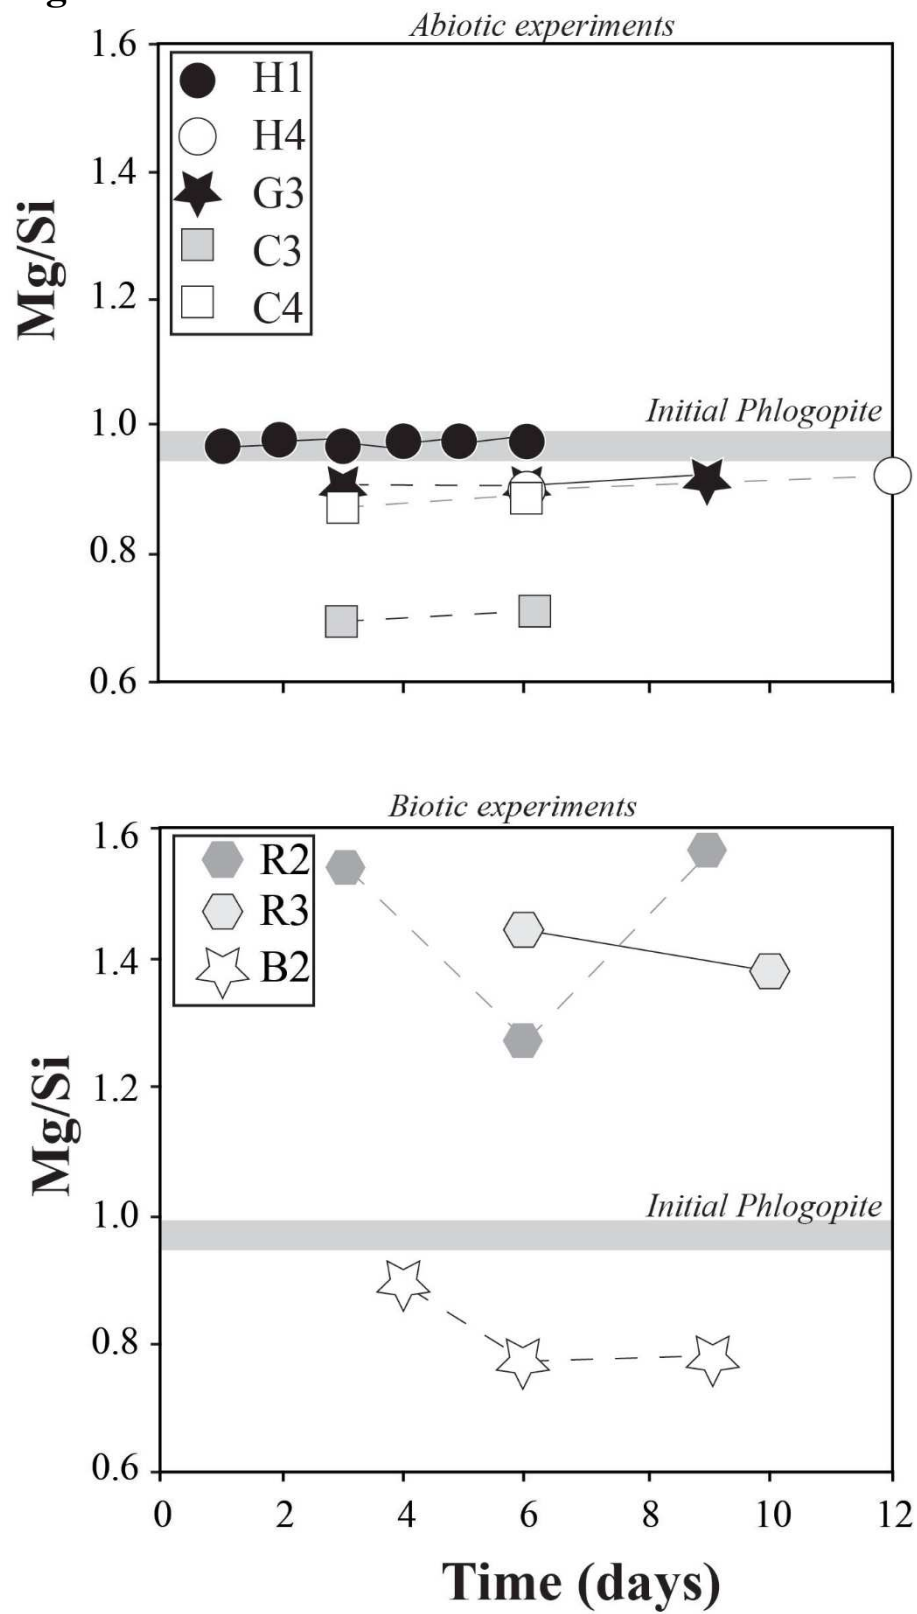 g
Abiotic experiments
1.6
1.4
1.2
1.0
0.8
0.6
Mg/Si
H1
H4
G3
C3
C4
Initial Phlogopite
Biotic experiments
1.6
1.4
1.2
1.0
0.8
0.6
Mg/Si
R2
R3
B2
Initial Phlogopite
0 2 4 6 8 10 12
Time (days)